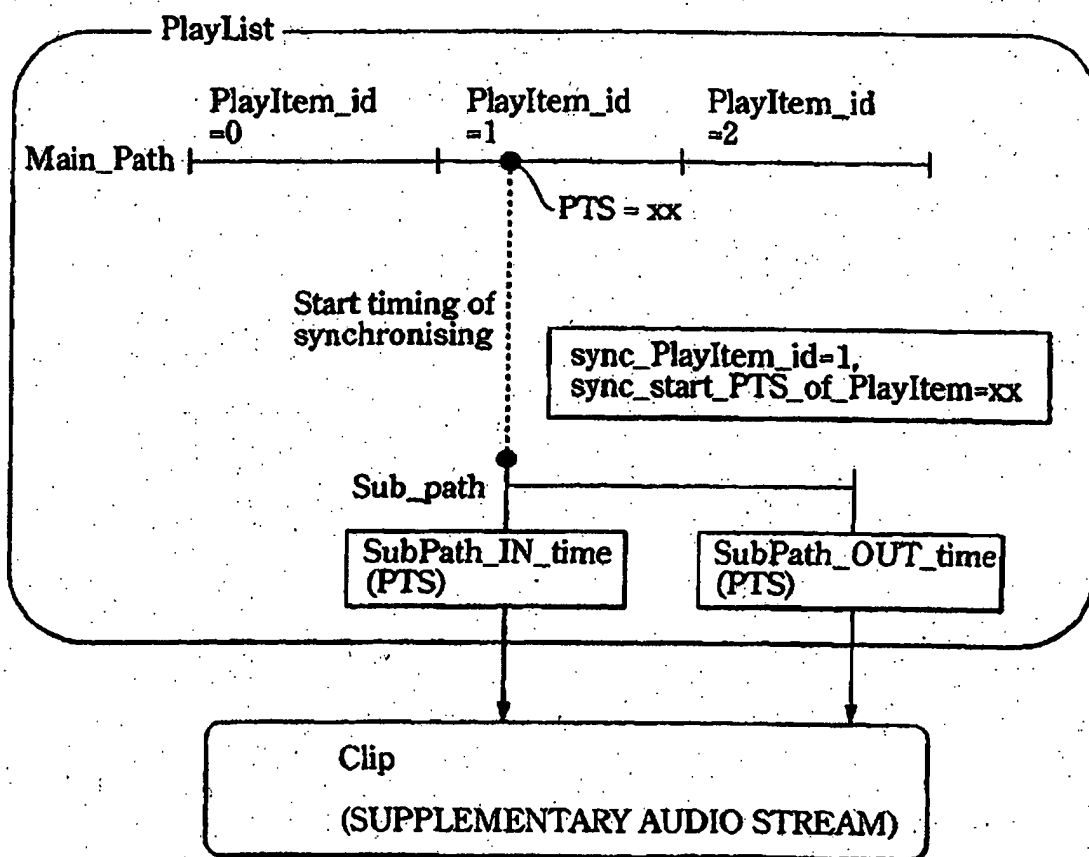 PlayList
PlayItem_id
=0
PlayItem_id
=1
PlayItem_id
=2
Main_Path
PTS = xx
Start timing of
synchronising
sync_PlayItem_id=1,
sync_start_PTS_of_PlayItem=xx
Sub_path
SubPath_IN_time
(PTS)
SubPath_OUT_time
(PTS)
Clip
(SUPPLEMENTARY AUDIO STREAM)